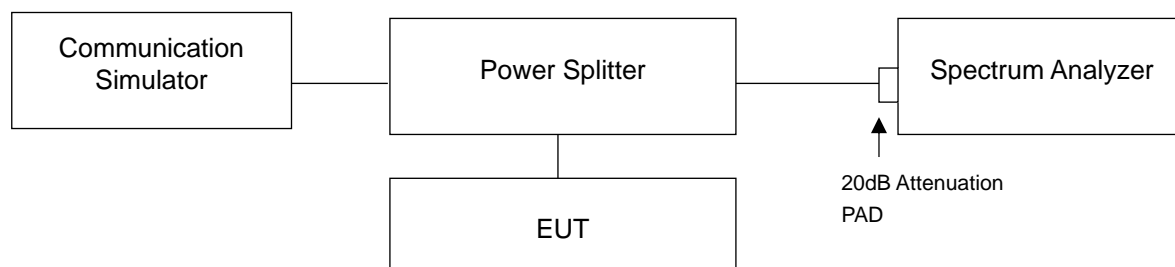 Communication
Simulator
Power Splitter
Spectrum Analyzer
20dB Attenuation
PAD
EUT